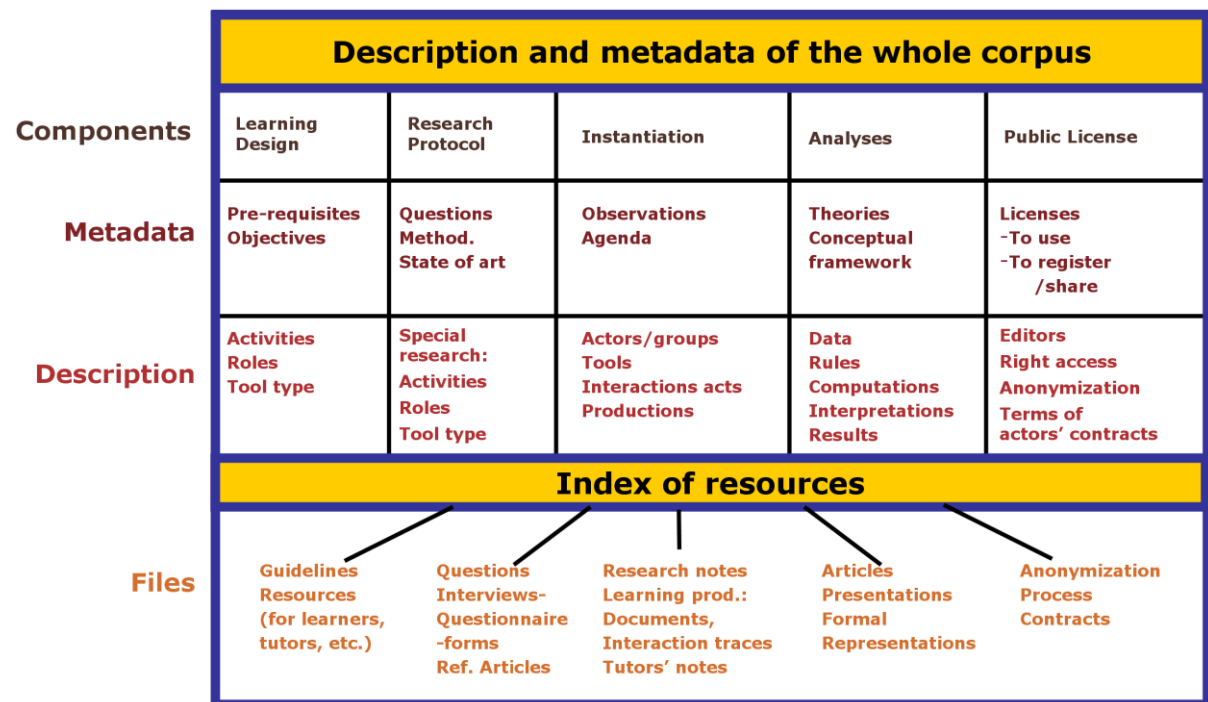 Description and metadata of the whole corpus
Components
Learning
Design
Research
Protocol
Instantiation
Analyses
Public License
Metadata
Pre-requisites
Objectives
Questions
Method.
State of art
Observations
Agenda
Theories
Conceptual
framework
Licenses
-To use
-To register
/share
Description
Activities
Roles
Tool type
Special
research:
Activities
Roles
Tool type
Actors/groups
Tools
Interactions acts
Productions
Data
Rules
Computations
Interpretations
Results
Editors
Right access
Anonymization
Terms of
actors’ contracts
Index of resources
Files
Guidelines
Resources
(for learners,
tutors, etc.)
Questions
Interviews-
Questionnaire
-forms
Ref. Articles
Research notes
Learning prod.:
Documents,
Interaction traces
Tutors’ notes
Articles
Presentations
Formal
Representations
Anonymization
Process
Contracts